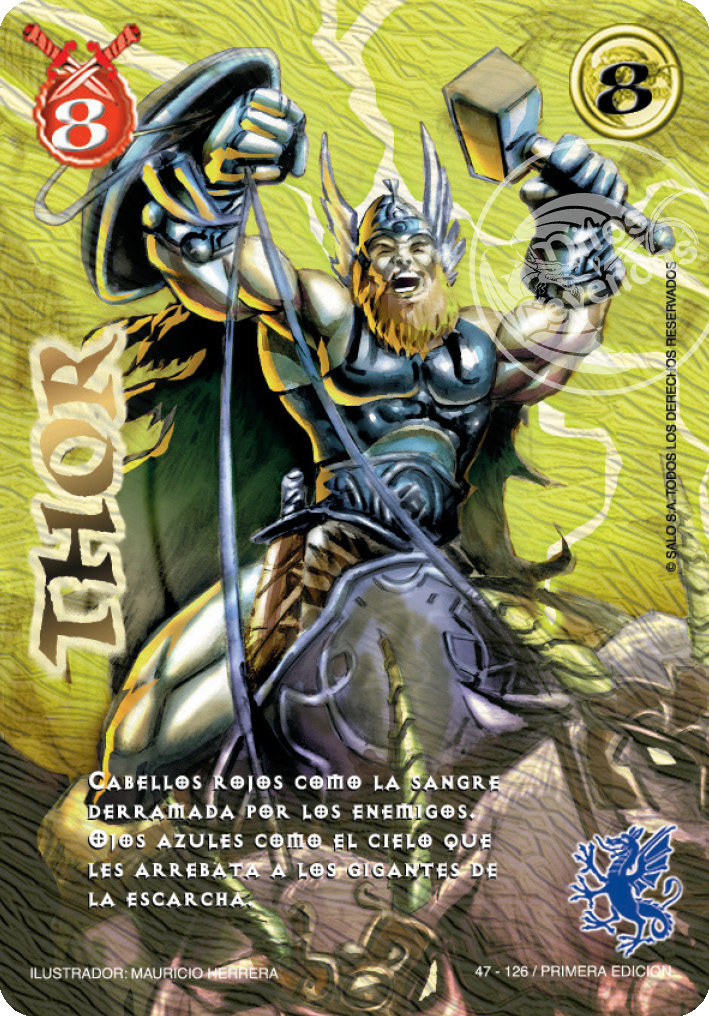 8
8
THOR
© SALO S.A. TODOS LOS DERECHOS RESERVADOS
CABELLOS ROJOS COMO LA SANGRE
DERRAMADA POR LOS ENEMIGOS.
OJOS AZULES COMO EL CIELO QUE
LES ARREBATA A LOS GIGANTES DE
LA ESCARCHA.
ILUSTRADOR: MAURICIO HERRERA
47 - 126 / PRIMERA EDICION